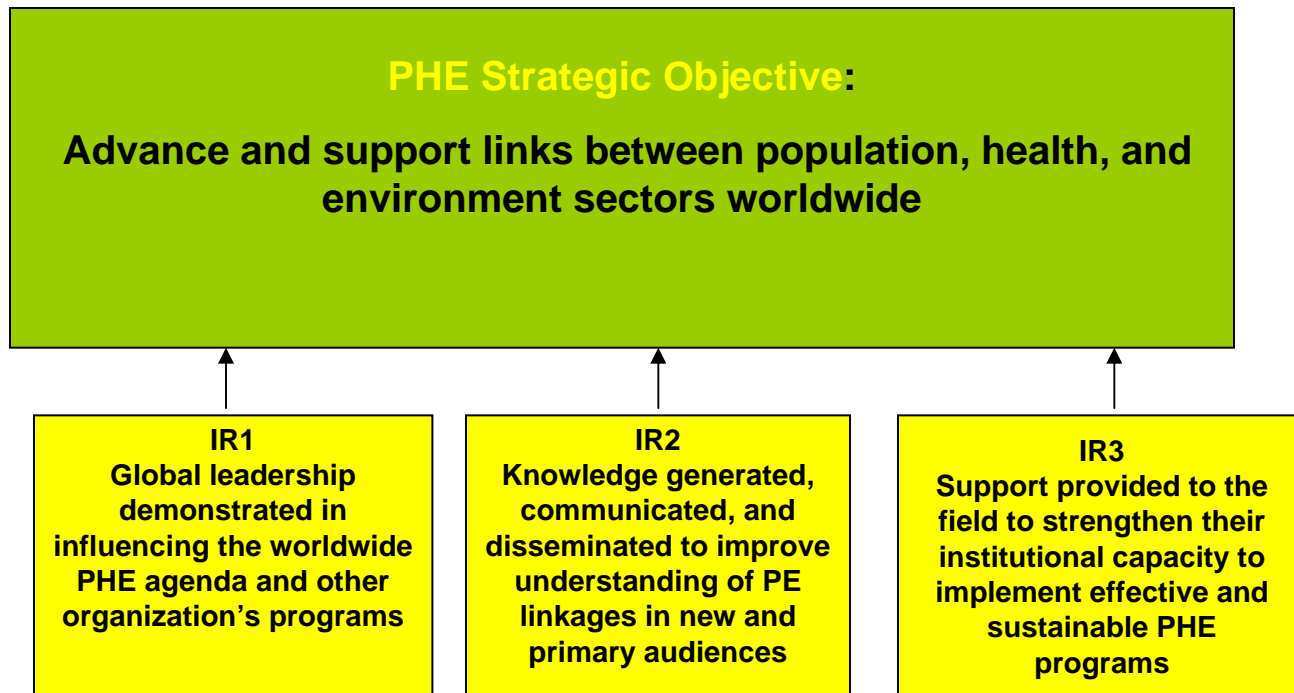 PHE Strategic Objective:
Advance and support links between population, health, and
environment sectors worldwide
IR1
Global leadership
demonstrated in
influencing the worldwide
PHE agenda and other
organization’s programs
IR2
Knowledge generated,
communicated, and
disseminated to improve
understanding of PE
linkages in new and
primary audiences
IR3
Support provided to the
field to strengthen their
institutional capacity to
implement effective and
sustainable PHE
programs